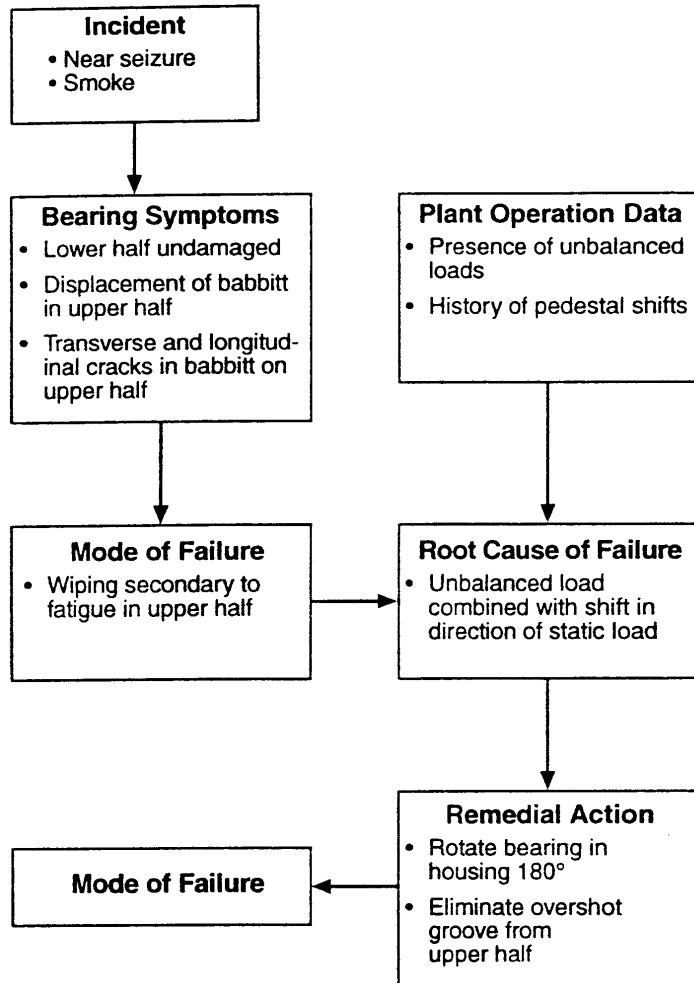 Incident
• Near seizure
• Smoke
Bearing Symptoms
• Lower half undamaged
• Displacement of babbitt
in upper half
• Transverse and longitud-
inal cracks in babbitt on
upper half
Plant Operation Data
• Presence of unbalanced
loads
• History of pedestal shifts
Mode of Failure
• Wiping secondary to
fatigue in upper half
Root Cause of Failure
• Unbalanced load
combined with shift in
direction of static load
Remedial Action
• Rotate bearing in
housing 180°
• Eliminate overshot
groove from
upper half
Mode of Failure